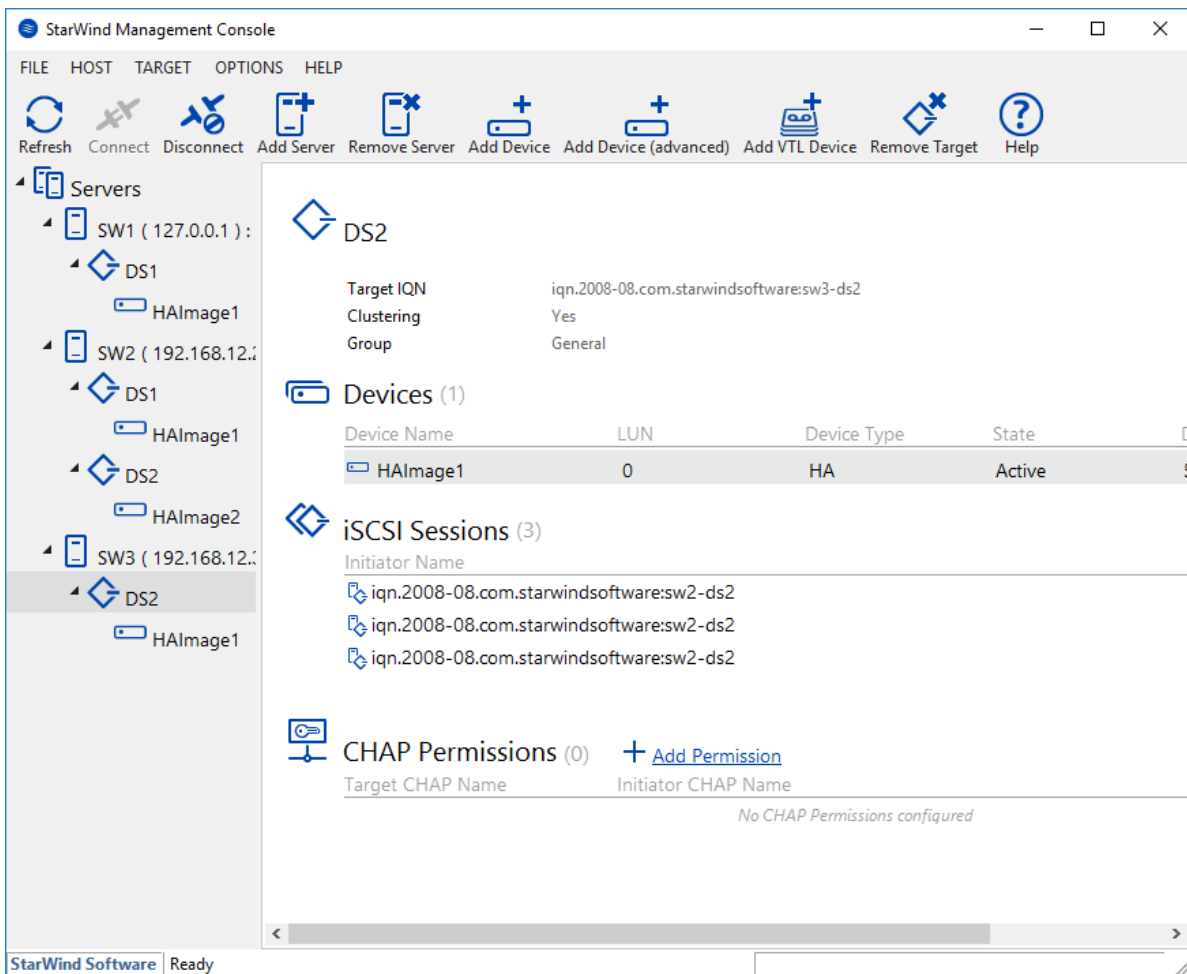 StarWind Management Console
FILE HOST TARGET OPTIONS HELP
Refresh Connect Disconnect Add Server Remove Server Add Device Add Device (advanced) Add VTL Device Remove Target Help
Servers
SW1 ( 127.0.0.1 ) :
DS1
HAImage1
SW2 ( 192.168.12.
DS1
HAImage1
DS2
HAImage2
SW3 ( 192.168.12.
DS2
HAImage1
DS2
Target IQN iqn.2008-08.com.starwindsoftware:sw3-ds2
Clustering Yes
Group General
Devices (1)
Device Name LUN Device Type State
HAImage1 0 HA Active
iSCSI Sessions (3)
Initiator Name
iqn.2008-08.com.starwindsoftware:sw2-ds2
iqn.2008-08.com.starwindsoftware:sw2-ds2
iqn.2008-08.com.starwindsoftware:sw2-ds2
CHAP Permissions (0) Add Permission
Target CHAP Name Initiator CHAP Name
No CHAP Permissions configured
StarWind Software Ready